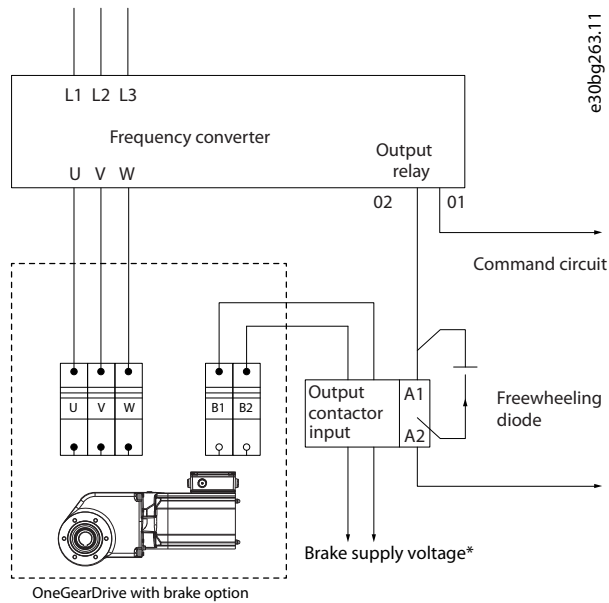 e30bg263.11
L1 L2 L3
Frequency converter
Output
relay
U V W
02 01
Command circuit
U V W
B1 B2
Output
contactor
input
A1
A2
Freewheeling
diode
Brake supply voltage*
OneGearDrive with brake option